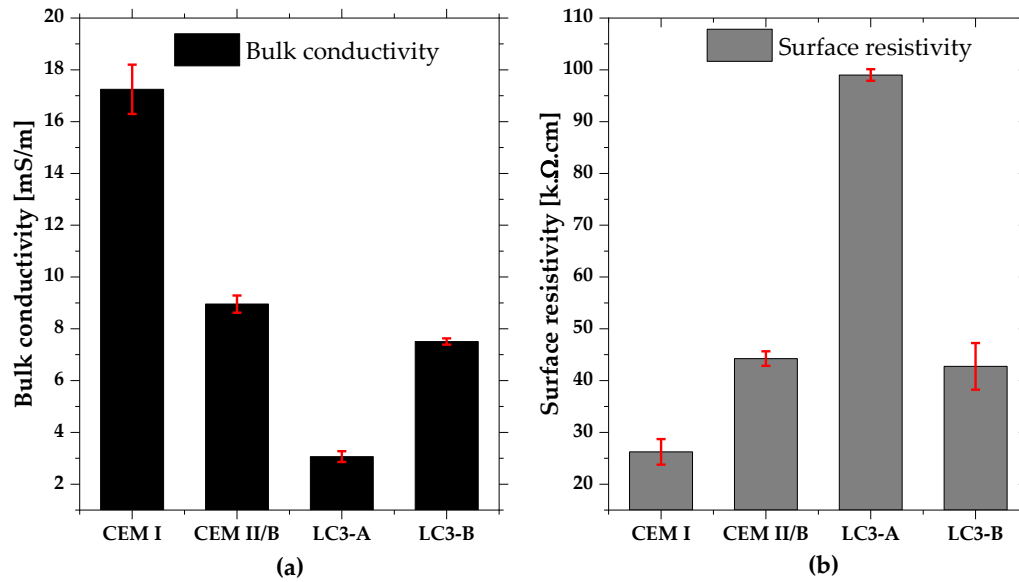 Bulk conductivity
Bulk conductivity [mS/m]
20
18
16
14
12
10
8
6
4
2
CEM I CEM II/B LC3-A LC3-B
(a)
Surface resistivity
Surface resistivity [k.Ω.cm]
110
100
90
80
70
60
50
40
30
20
CEM I CEM II/B LC3-A LC3-B
(b)